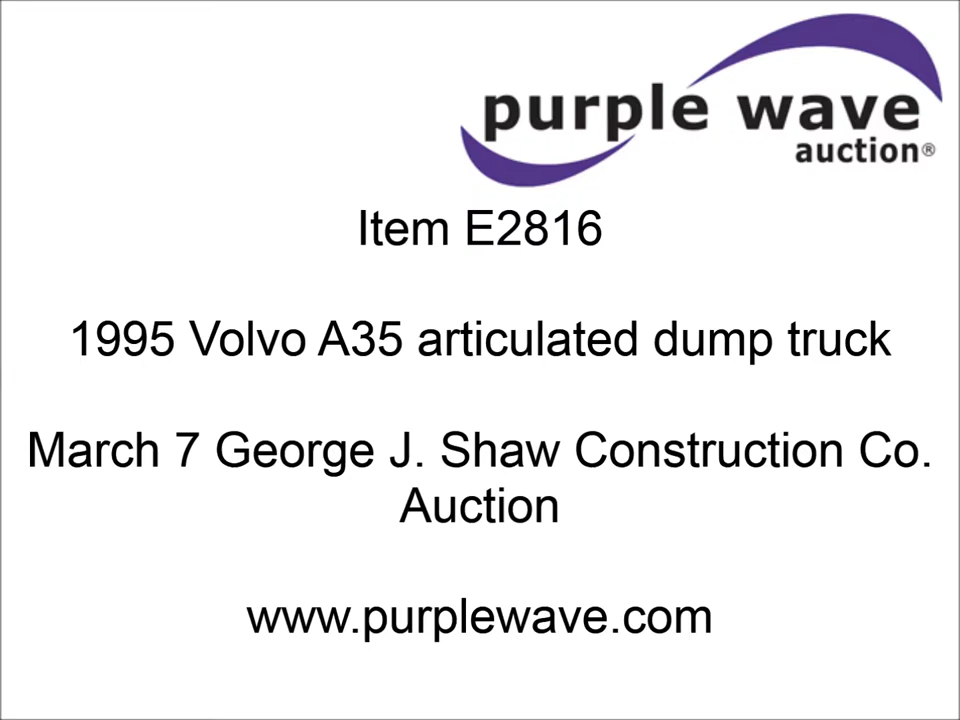 purple wave
auction®
Item E2816
1995 Volvo A35 articulated dump truck
March 7 George J. Shaw Construction Co.
Auction
www.purplewave.com